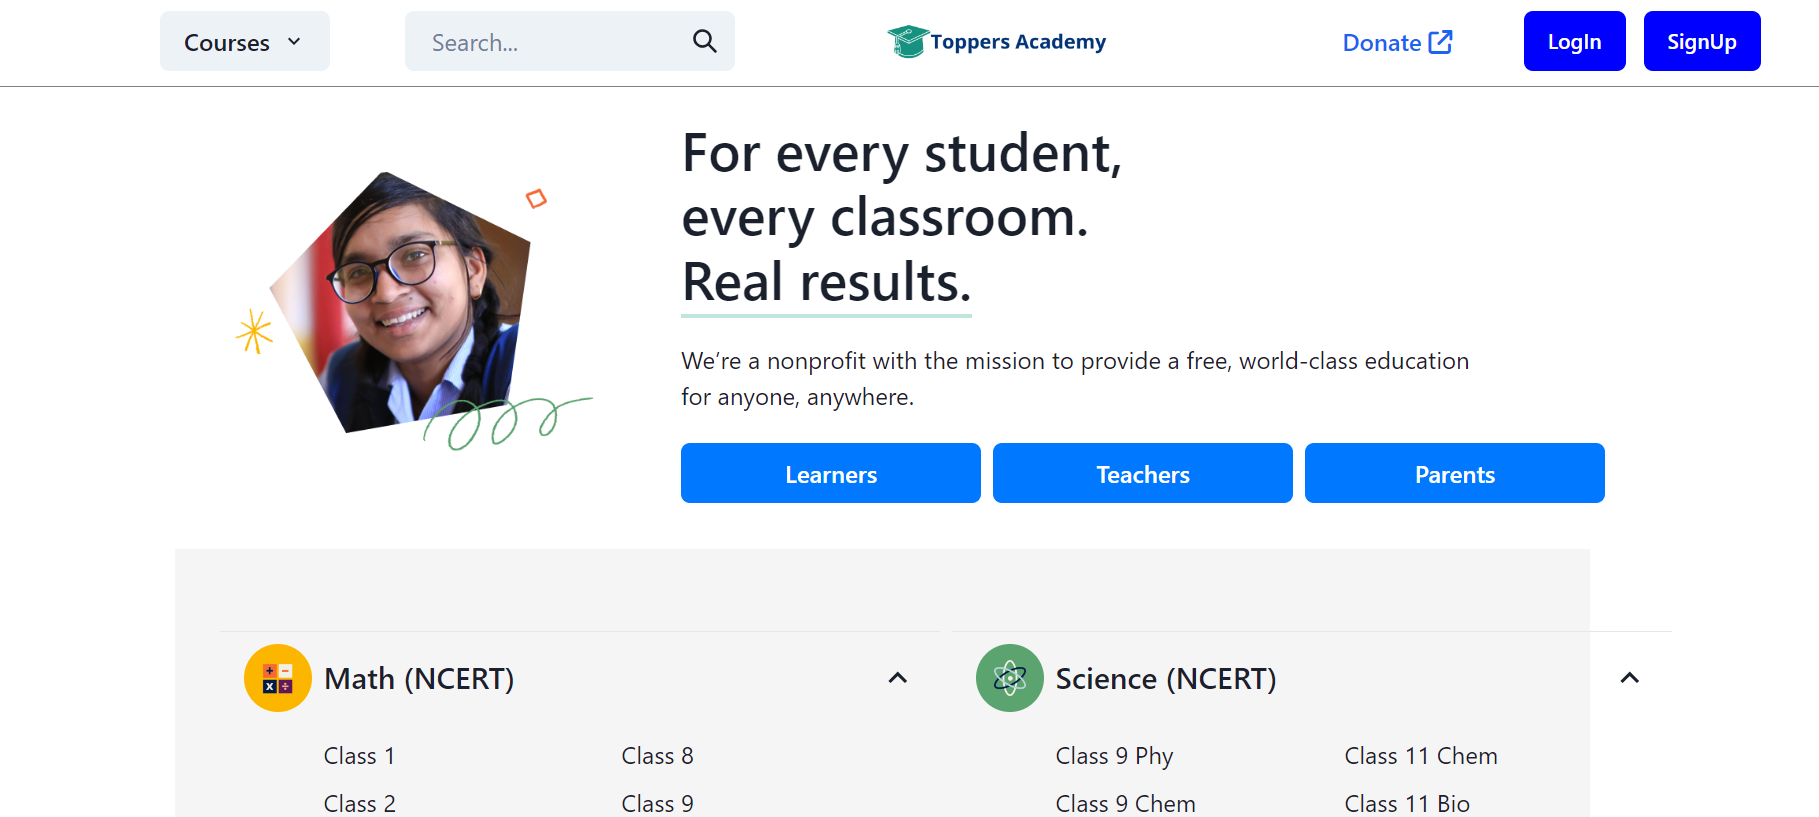 Courses
Search...
Toppers Academy
Donate
LogIn
SignUp
For every student,
every classroom.
Real results.
We’re a nonprofit with the mission to provide a free, world-class education
for anyone, anywhere.
Learners
Teachers
Parents
Math (NCERT)
Class 1
Class 8
Class 2
Class 9
Science (NCERT)
Class 9 Phy
Class 11 Chem
Class 9 Chem
Class 11 Bio